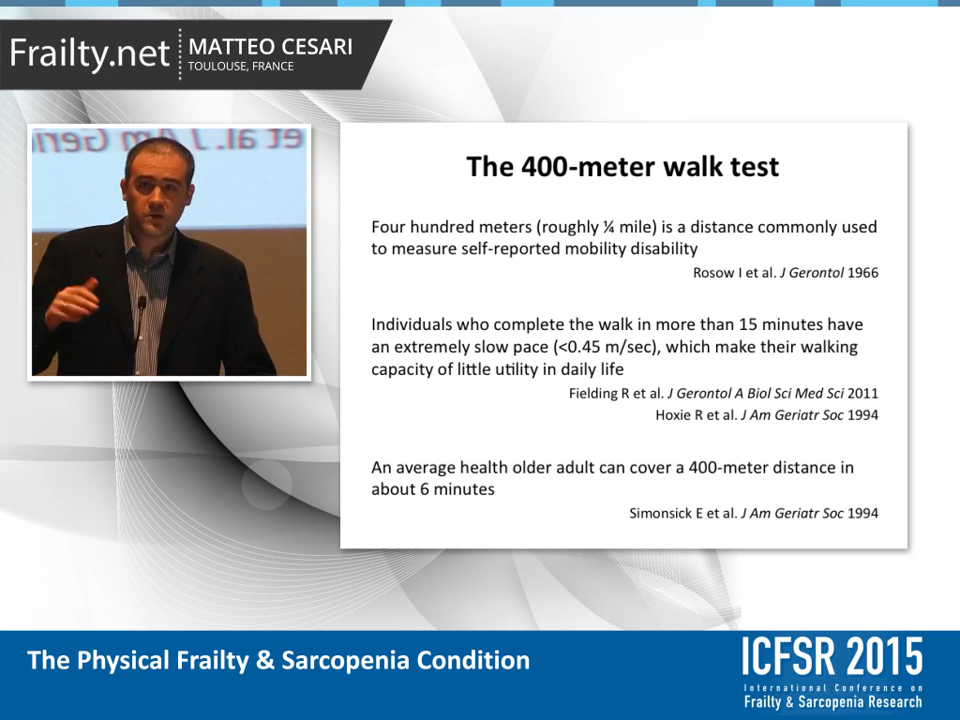 Frailty.net
MATTEO CESARI
TOULOUSE, FRANCE
et al. J Am Geri
The 400-meter walk test
Four hundred meters (roughly ¼ mile) is a distance commonly used
to measure self-reported mobility disability
Rosow I et al. J Gerontol 1966
Individuals who complete the walk in more than 15 minutes have
an extremely slow pace (<0.45 m/sec), which make their walking
capacity of little utility in daily life
Fielding R et al. J Gerontol A Biol Sci Med Sci 2011
Hoxie R et al. J Am Geriatr Soc 1994
An average health older adult can cover a 400-meter distance in
about 6 minutes
Simonsick E et al. J Am Geriatr Soc 1994
The Physical Frailty & Sarcopenia Condition
ICFSR 2015
International Conference on
Frailty & Sarcopenia Research